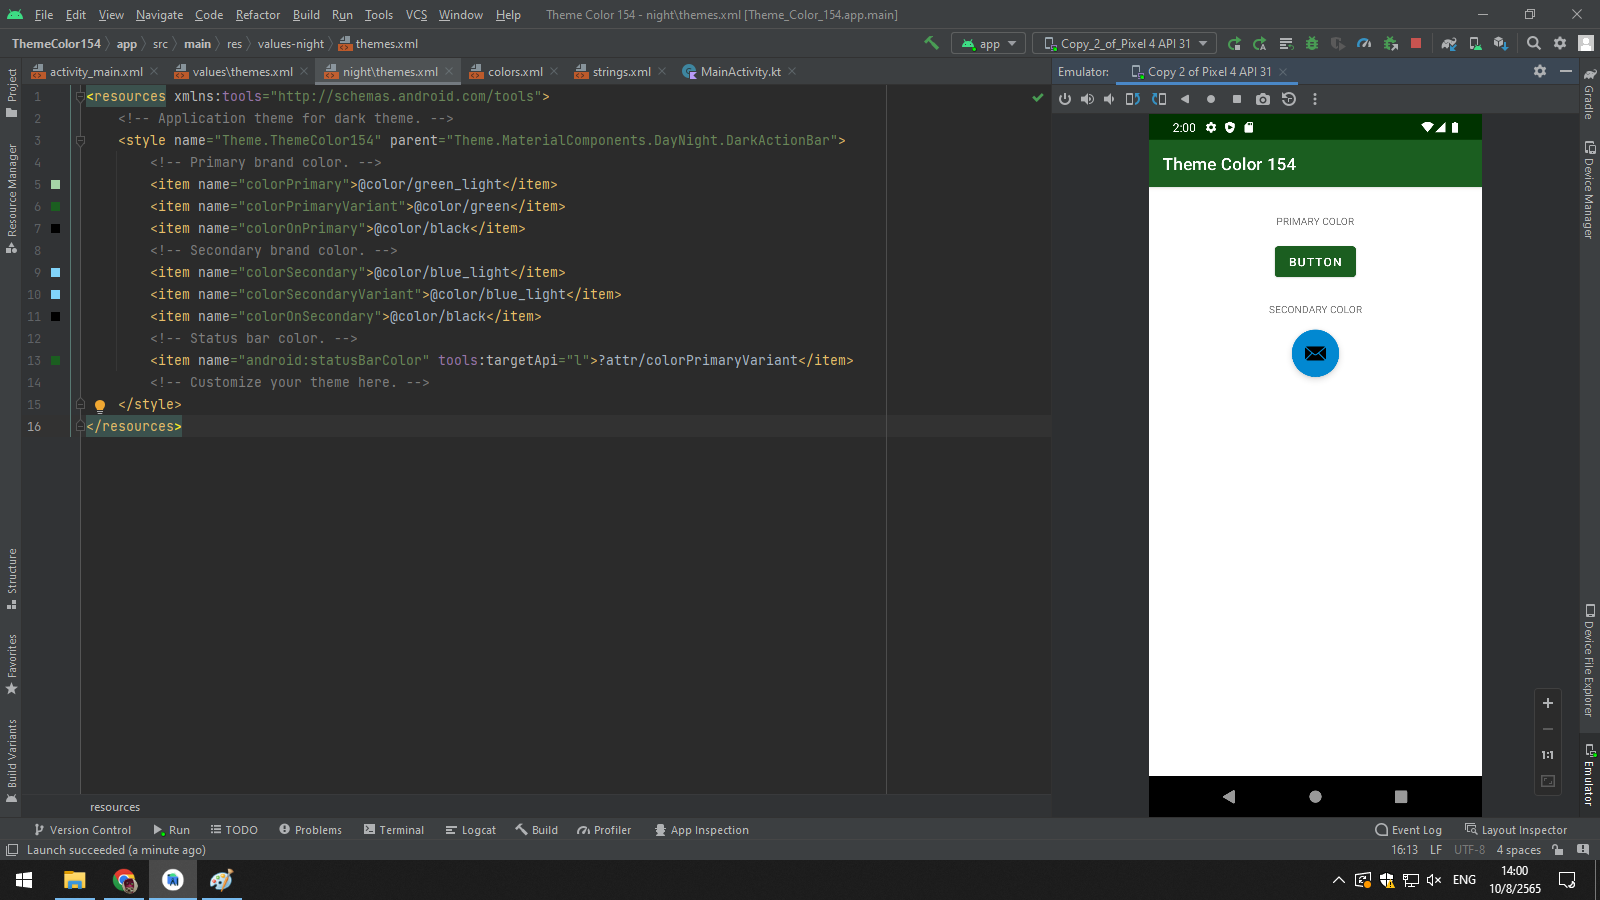 File Edit View Navigate Code Refactor Build Run Tools VCS Window Help Theme Color 154 - night\themes.xml [Theme_Color_154.app.main]
ThemeColor154 app src main res values-night themes.xml app Copy_2_of_Pixel 4 API 31
activity_main.xml values\themes.xml night\themes.xml colors.xml strings.xml MainActivity.kt
Emulator: Copy 2 of Pixel 4 API 31
1 <resources xmlns:tools="http://schemas.android.com/tools">
2 <!-- Application theme for dark theme. -->
3 <style name="Theme.ThemeColor154" parent="Theme.MaterialComponents.DayNight.DarkActionBar">
4 <!-- Primary brand color. -->
5 <item name="colorPrimary">@color/green_light</item>
6 <item name="colorPrimaryVariant">@color/green</item>
7 <item name="colorOnPrimary">@color/black</item>
8 <!-- Secondary brand color. -->
9 <item name="colorSecondary">@color/blue_light</item>
10 <item name="colorSecondaryVariant">@color/blue_light</item>
11 <item name="colorOnSecondary">@color/black</item>
12 <!-- Status bar color. -->
13 <item name="android:statusBarColor" tools:targetApi="l">?attr/colorPrimaryVariant</item>
14 <!-- Customize your theme here. -->
15 </style>
16 </resources>
resources
Project
Resource Manager
Structure
Favorites
Build Variants
2:00
Theme Color 154
PRIMARY COLOR
BUTTON
SECONDARY COLOR
1:1
Gradle
Device Manager
Device File Explorer
Emulator
Version Control Run TODO Problems Terminal Logcat Build Profiler App Inspection Event Log Layout Inspector
Launch succeeded (a minute ago) 16:13 LF UTF-8 4 spaces
ENG
14:00
10/8/2565